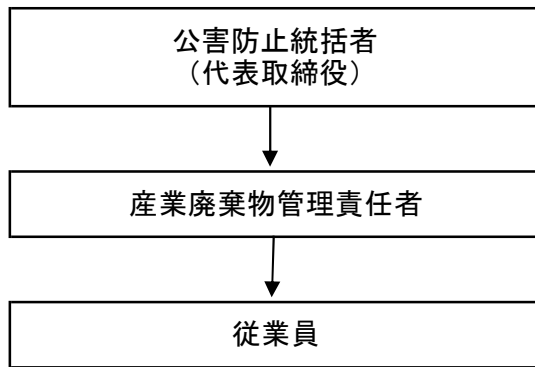 公害防止統括者
（代表取締役）
産業廃棄物管理責任者
従業員